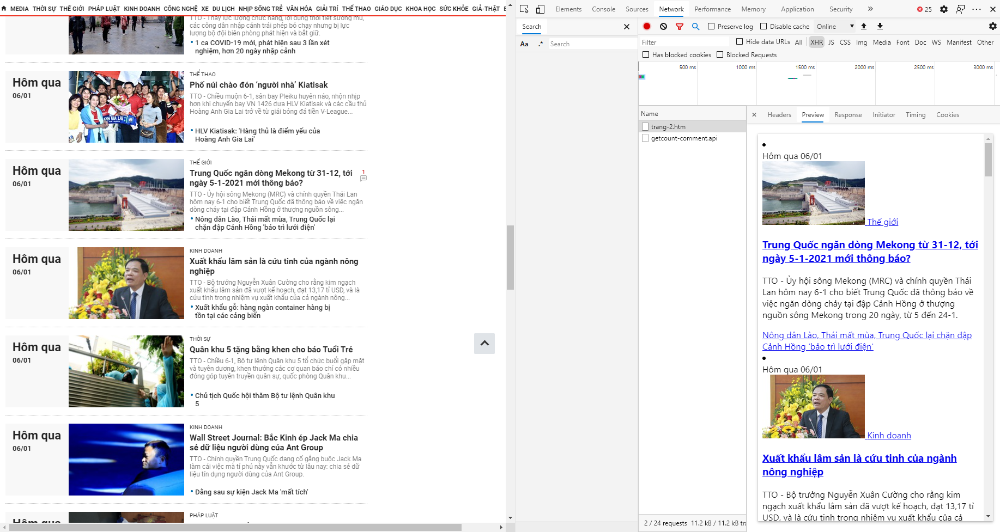 MEDIA THỜI SỰ THẾ GIỚI PHÁP LUẬT KINH DOANH CÔNG NGHỆ XE DU LỊCH NHỊP SỐNG TRẺ VĂN HÓA GIẢI TRÍ THỂ THAO GIÁO DỤC KHOA HỌC SỨC KHỎE GIẢ-THẬT
TTO - Thấy lực lượng chức năng, lợi dụng thời tiết sương mù,
các công dân nhập cảnh trái phép bỏ chạy nhưng bị lực
lượng bộ đội biên phòng phát hiện và bắt giữ.
1 ca COVID-19 mới, phát hiện sau 3 lần xét
nghiệm, hơn 20 ngày nhập cảnh
Hôm qua
06/01
THỂ THAO
Phố núi chào đón ‘người nhà’ Kiatisak
TTO - Chiều muộn 6-1, sân bay Pleiku huyên náo, nhộn nhịp
hơn khi chuyến bay VN 1426 đưa HLV Kiatisak và các cầu thủ
Hoàng Anh Gia Lai trở về từ giải bóng đá tiền V-League...
HLV Kiatisak: 'Hàng thủ là điểm yếu của
Hoàng Anh Gia Lai'
Hôm qua
06/01
THẾ GIỚI
Trung Quốc ngăn dòng Mekong từ 31-12, tới
ngày 5-1-2021 mới thông báo?
1
TTO - Ủy hội sông Mekong (MRC) và chính quyền Thái Lan
hôm nay 6-1 cho biết Trung Quốc đã thông báo về việc ngăn
dòng chảy tại đập Cảnh Hồng ở thượng nguồn sông...
Nông dân Lào, Thái mất mùa, Trung Quốc lại
chặn đập Cảnh Hồng 'bảo trì lưới điện'
Hôm qua
06/01
KINH DOANH
Xuất khẩu lâm sản là cứu tinh của ngành nông
nghiệp
TTO - Bộ trưởng Nguyễn Xuân Cường cho rằng kim ngạch
xuất khẩu lâm sản đã vượt kế hoạch, đạt 13,17 tỉ USD, và là
cứu tinh trong nhiệm vụ xuất khẩu của cả ngành nông...
Xuất khẩu gỗ: hàng ngàn container hàng bị
tồn tại các cảng biển
Hôm qua
06/01
THỜI SỰ
Quân khu 5 tặng bằng khen cho báo Tuổi Trẻ
TTO - Chiều 6-1, Bộ tư lệnh Quân khu 5 tổ chức buổi gặp mặt
và tuyên dương, khen thưởng các cơ quan báo chí có nhiều
đóng góp tuyên truyền quân sự, quốc phòng Quân khu...
Chủ tịch Quốc hội thăm Bộ tư lệnh Quân khu
5
Hôm qua
06/01
KINH DOANH
Wall Street Journal: Bắc Kinh ép Jack Ma chia
sẻ dữ liệu người dùng của Ant Group
TTO - Chính quyền Trung Quốc đang cố gắng buộc Jack Ma
làm cái việc mà tỉ phú này vẫn khước từ lâu nay: chia sẻ dữ
liệu tín dụng người dùng của Ant Group.
Đằng sau sự kiện Jack Ma 'mất tích'
Hôm qua
PHÁP LUẬT
Elements Console Sources Network Performance Memory Application Security 25
Search
Aa .* Search
Preserve log Disable cache Online
Filter Hide data URLs All XHR JS CSS Img Media Font Doc WS Manifest Other
Has blocked cookies Blocked Requests
500 ms 1000 ms 1500 ms 2000 ms 2500 ms 3000 ms
Name
trang-2.htm
getcount-comment.api
2 / 24 requests 11.2 kB / 11.2 kB
Headers Preview Response Initiator Timing Cookies
Hôm qua 06/01
Thế giới
Trung Quốc ngăn dòng Mekong từ 31-12, tới
ngày 5-1-2021 mới thông báo?
TTO - Ủy hội sông Mekong (MRC) và chính quyền Thái
Lan hôm nay 6-1 cho biết Trung Quốc đã thông báo về
việc ngăn dòng chảy tại đập Cảnh Hồng ở thượng
nguồn sông Mekong trong 20 ngày, từ 5 đến 24-1.
Nông dân Lào, Thái mất mùa, Trung Quốc lại chặn đập
Cảnh Hồng 'bảo trì lưới điện'
Hôm qua 06/01
Kinh doanh
Xuất khẩu lâm sản là cứu tinh của ngành
nông nghiệp
TTO - Bộ trưởng Nguyễn Xuân Cường cho rằng kim
ngạch xuất khẩu lâm sản đã vượt kế hoạch, đạt 13,17 tỉ
USD, và là cứu tinh trong nhiệm vụ xuất khẩu của cả